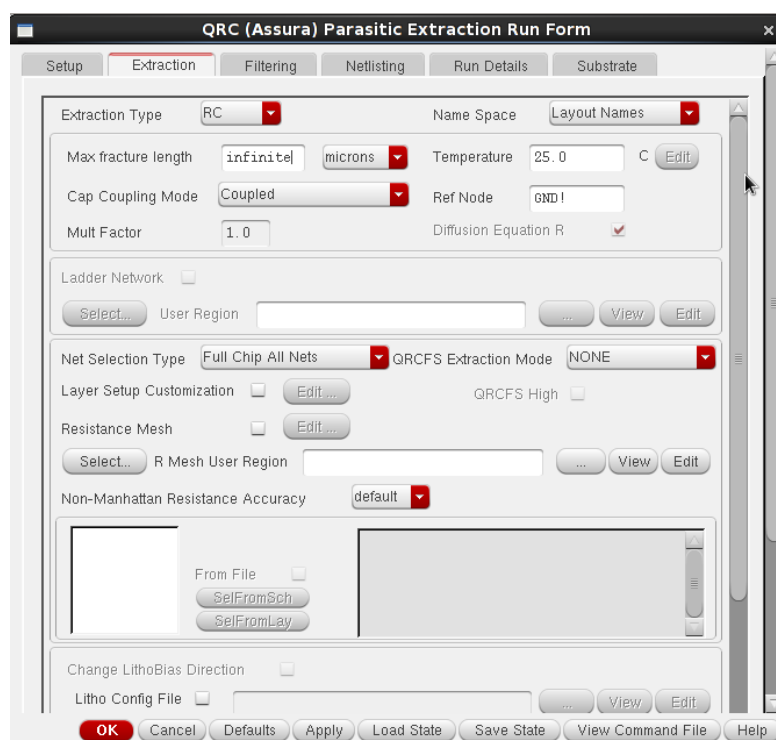 QRC (Assura) Parasitic Extraction Run Form
Setup Extraction Filtering Netlisting Run Details Substrate
Extraction Type RC Name Space Layout Names
Max fracture length infinite microns Temperature 25.0 C Edit
Cap Coupling Mode Coupled Ref Node GND!
Mult Factor 1.0 Diffusion Equation R
Ladder Network
Select... User Region ... View Edit
Net Selection Type Full Chip All Nets QRCFS Extraction Mode NONE
Layer Setup Customization Edit ... QRCFS High
Resistance Mesh Edit ...
Select... R Mesh User Region ... View Edit
Non-Manhattan Resistance Accuracy default
From File
SelFromSch
SelFromLay
Change LithoBias Direction
Litho Config File ... View Edit
OK Cancel Defaults Apply Load State Save State View Command File Help